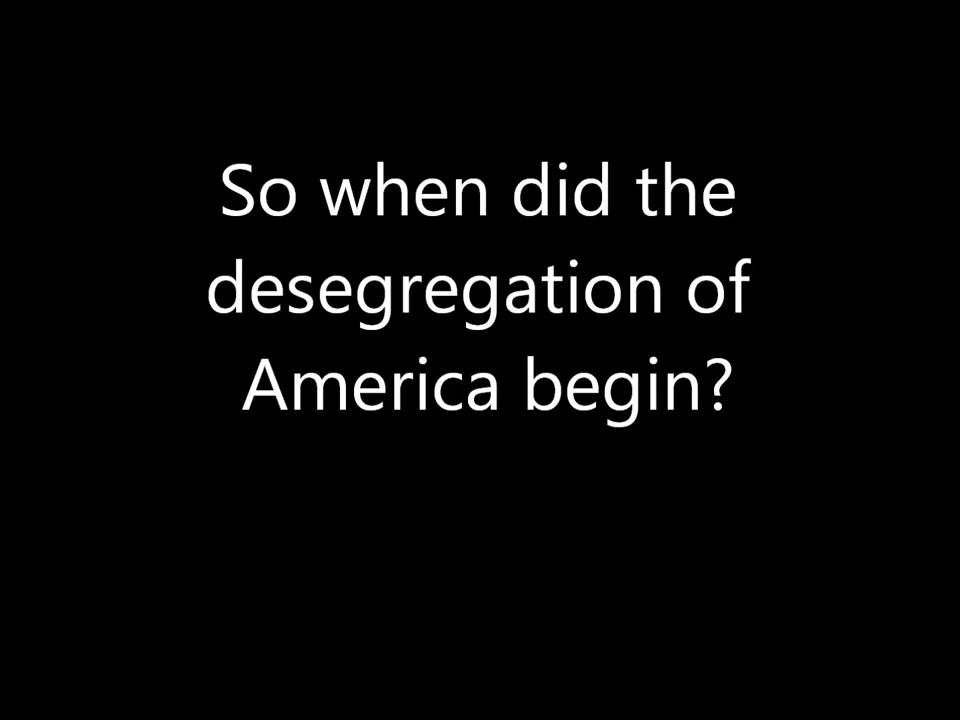 So when did the
desegregation of
America begin?